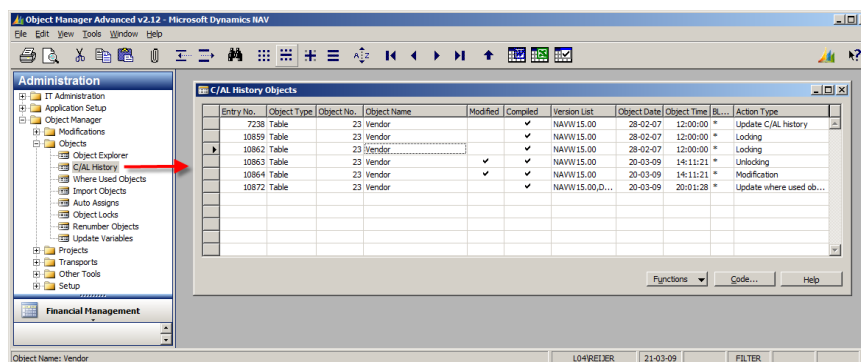 Object Manager Advanced v2.12 - Microsoft Dynamics NAV
File Edit View Tools Window Help
Administration
IT Administration
Application Setup
Object Manager
Modifications
Objects
Object Explorer
C/AL History
Where Used Objects
Import Objects
Auto Assigns
Object Locks
Renumber Objects
Update Variables
Projects
Transports
Other Tools
Setup
Financial Management
C/AL History Objects
Entry No. Object Type Object No. Object Name Modified Compiled Version List Object Date Object Time BL... Action Type
7238 Table 23 Vendor NAVW15.00 28-02-07 12:00:00 * Update C/AL history
10859 Table 23 Vendor NAVW15.00 28-02-07 12:00:00 * Locking
10862 Table 23 Vendor NAVW15.00 28-02-07 12:00:00 * Locking
10863 Table 23 Vendor NAVW15.00 20-03-09 14:11:21 * Unlocking
10864 Table 23 Vendor NAVW15.00 20-03-09 14:11:21 * Modification
10872 Table 23 Vendor NAVW15.00,D... 20-03-09 20:01:28 * Update where used ob...
Functions Code... Help
Object Name: Vendor L04\REIJER 21-03-09 FILTER